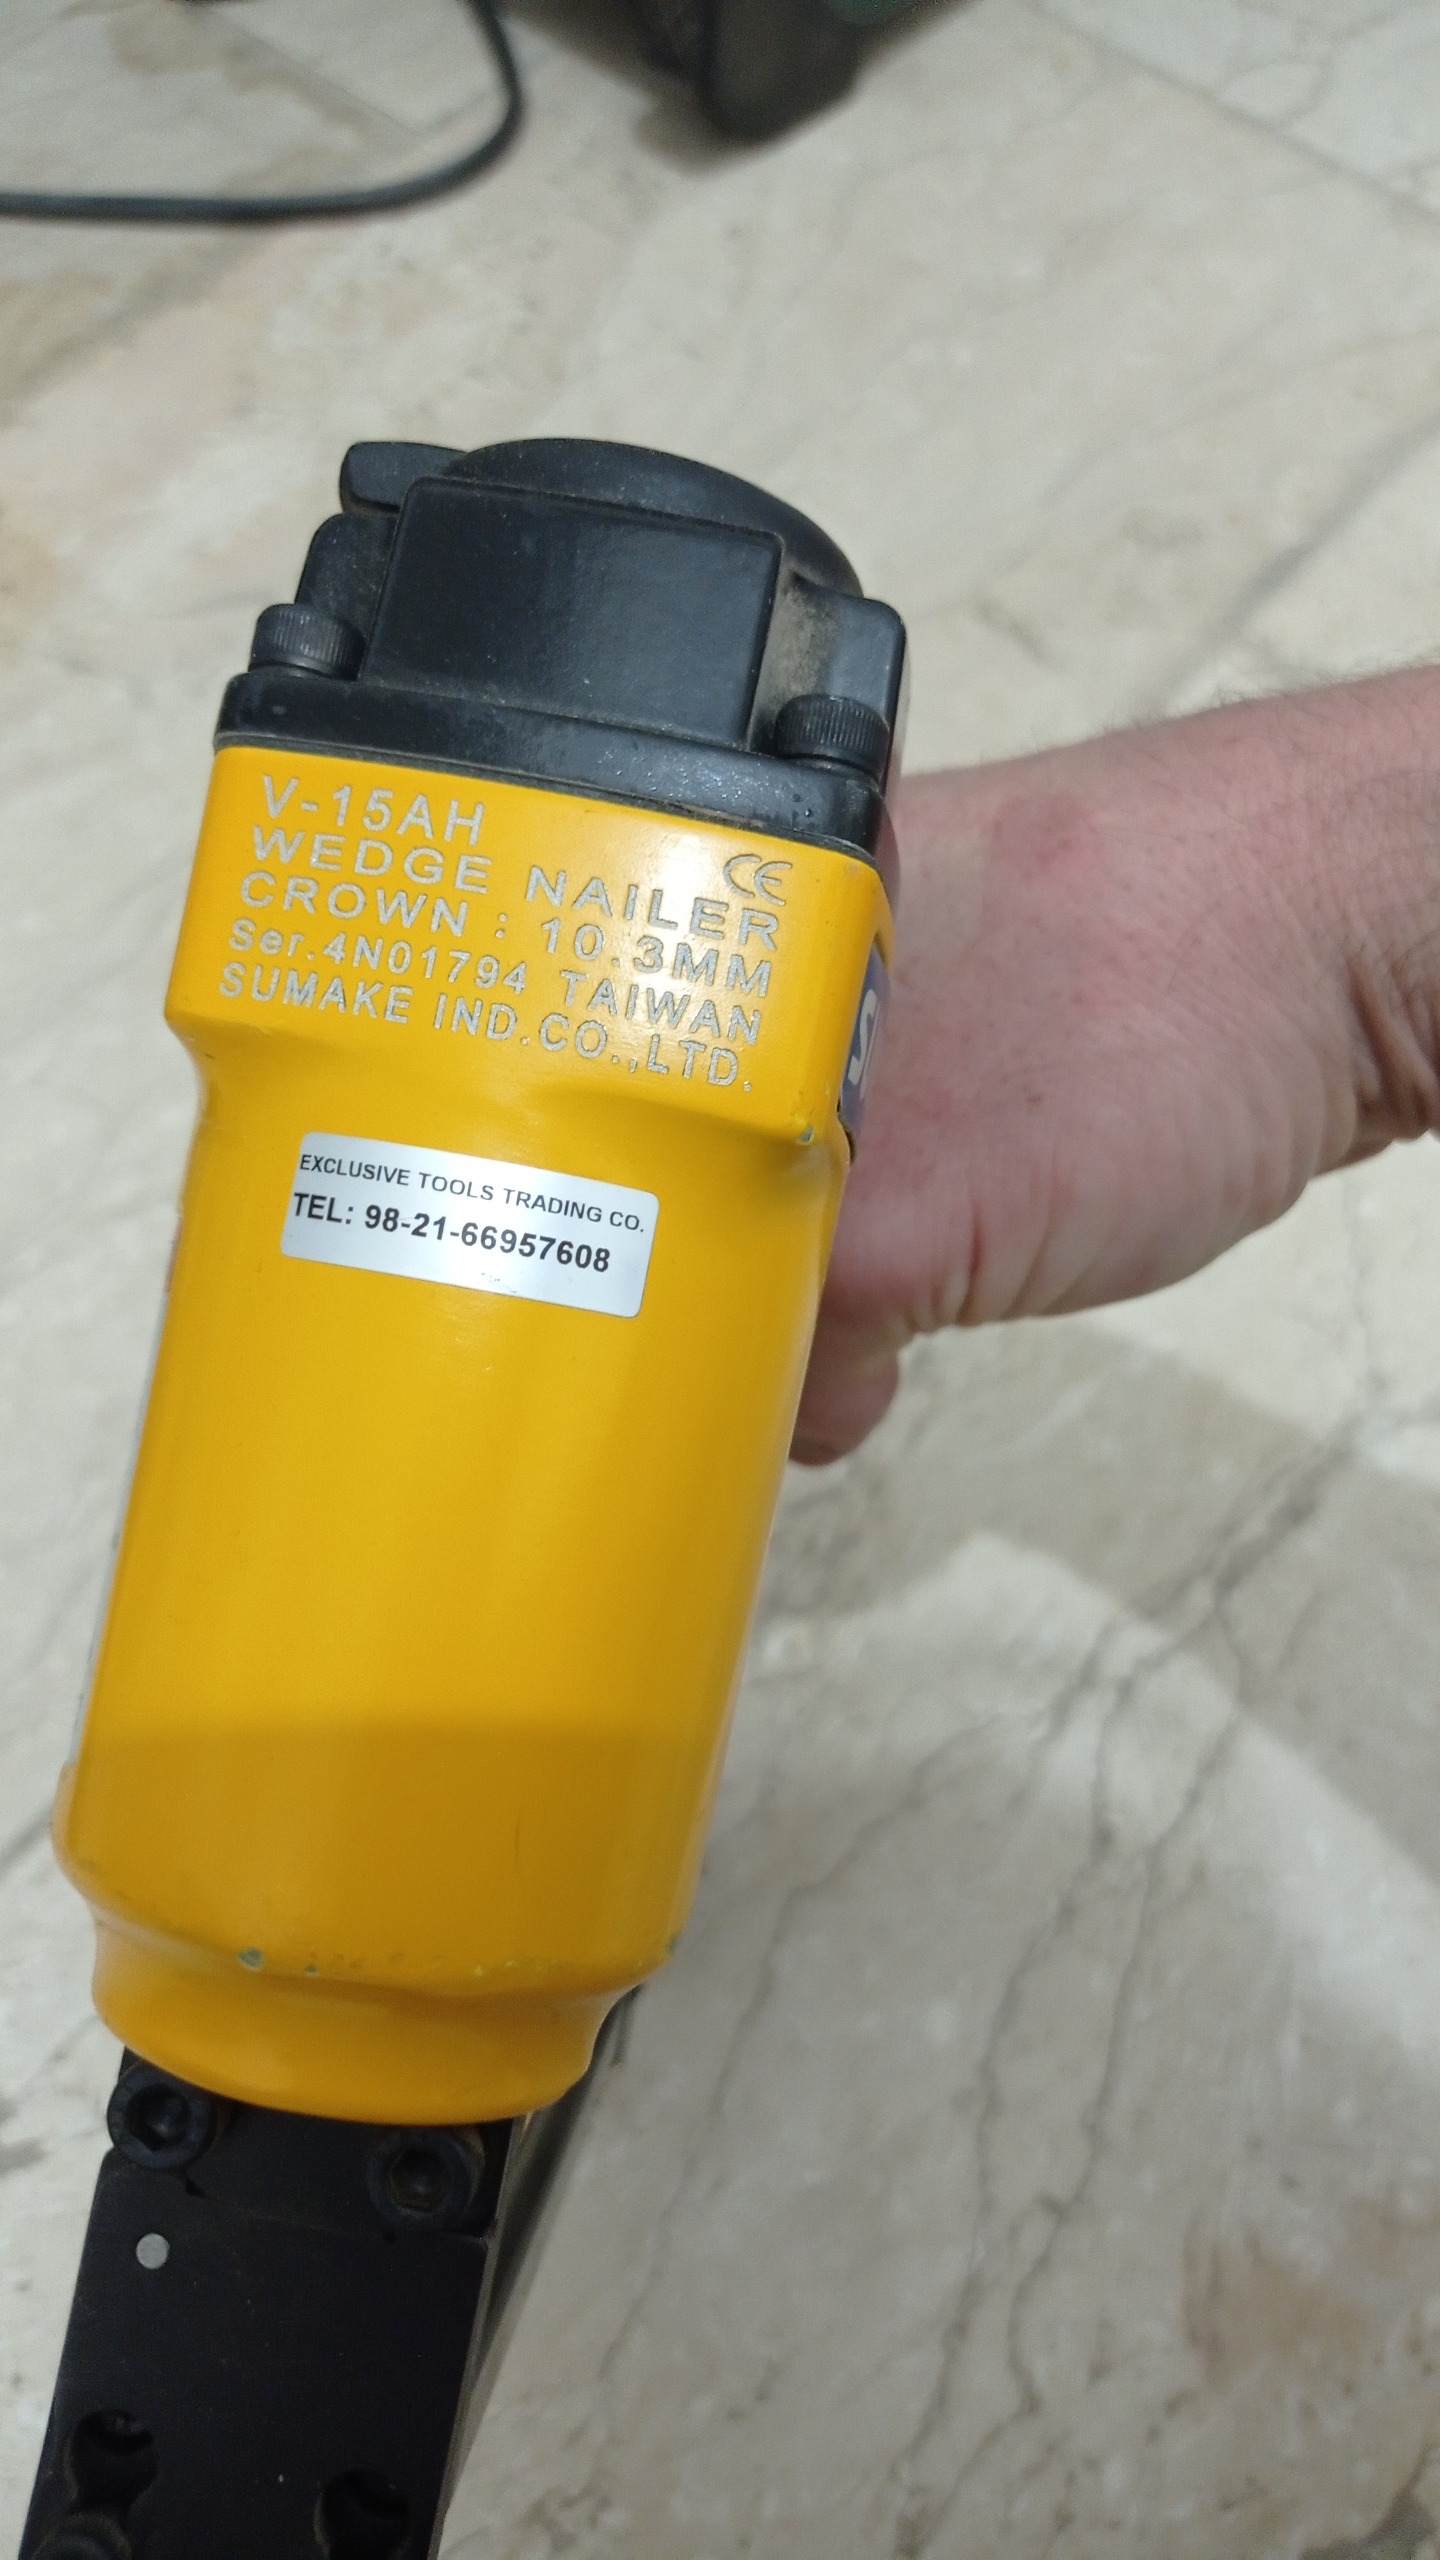 V-15AH
CE
WEDGE NAILER
CROWN : 10.3MM
Ser.4N01794 TAIWAN
SUMAKE IND.CO.,LTD.
EXCLUSIVE TOOLS TRADING CO.
TEL: 98-21-66957608